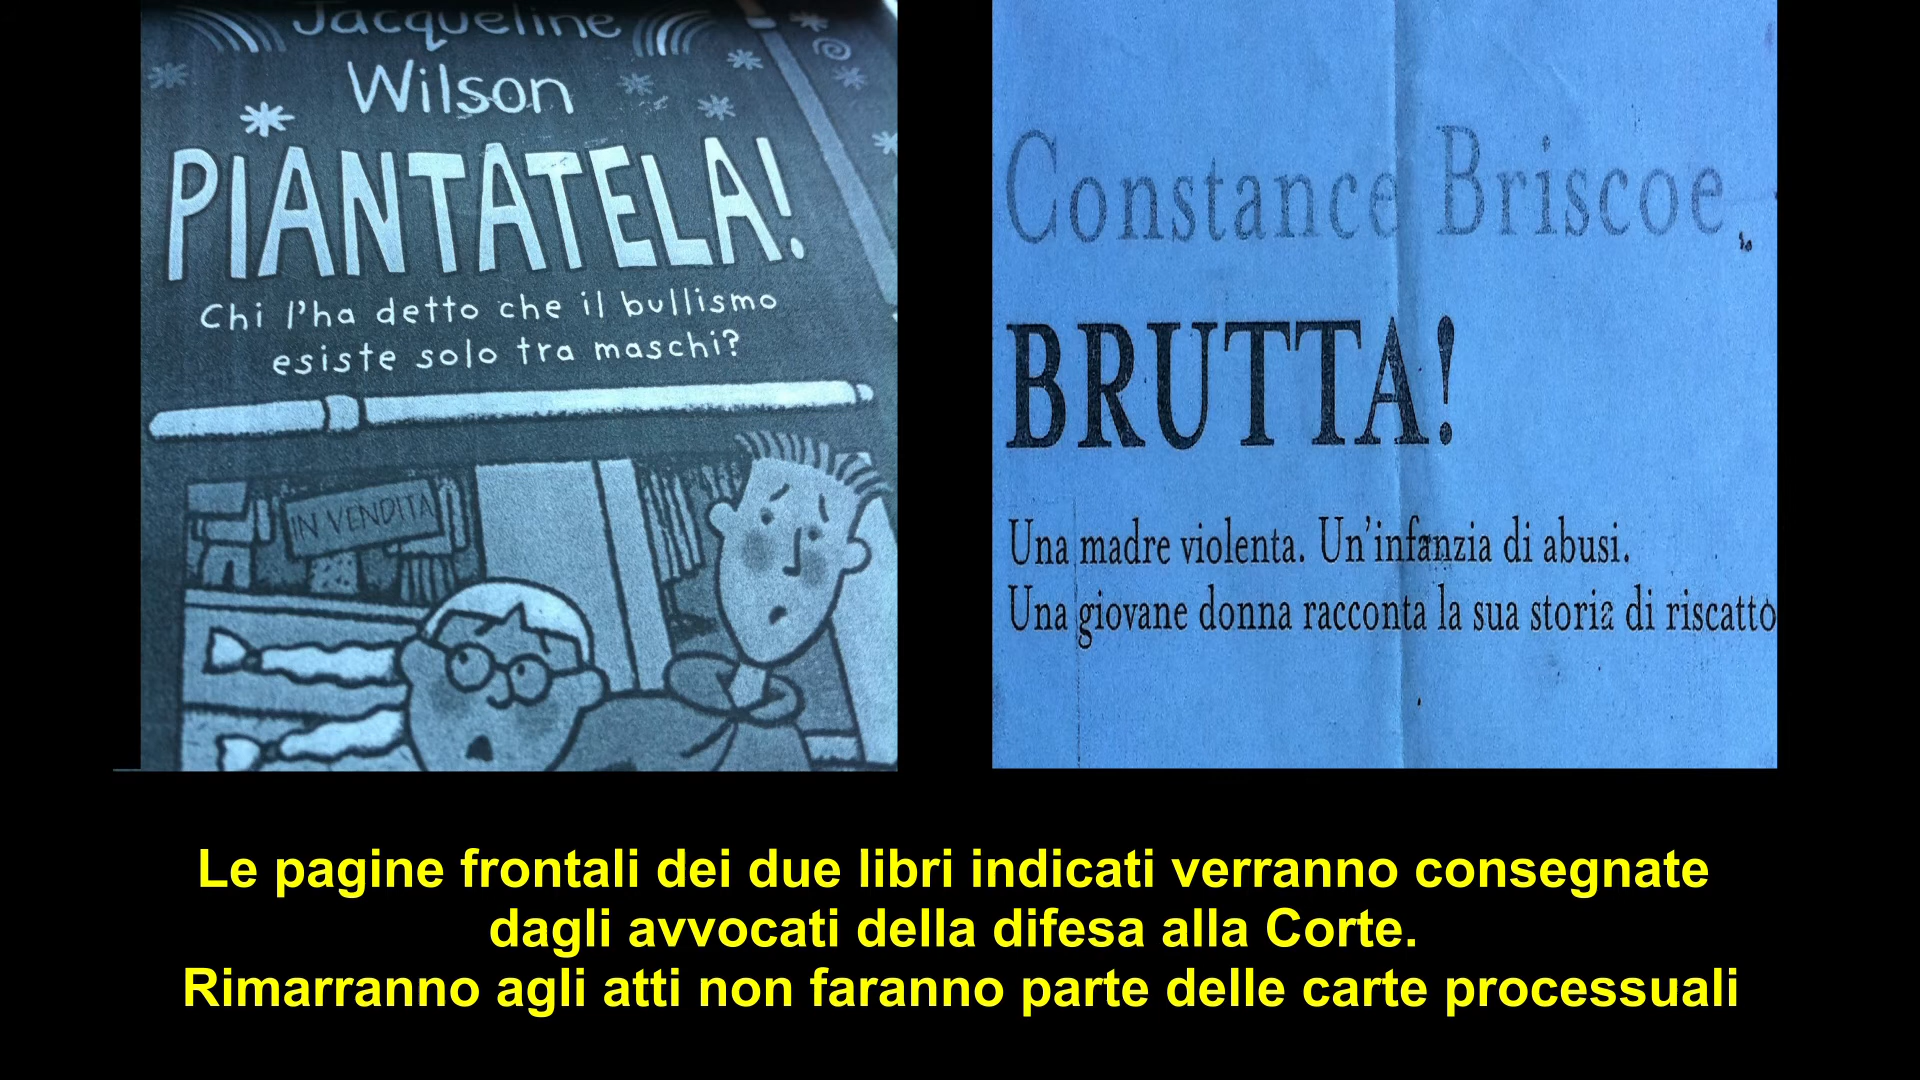 Jacqueline
Wilson
PIANTATELA!
Chi l'ha detto che il bullismo
esiste solo tra maschi?
IN VENDITA
Constance Briscoe
BRUTTA!
Una madre violenta. Un'infanzia di abusi.
Una giovane donna racconta la sua storia di riscatto
Le pagine frontali dei due libri indicati verranno consegnate
dagli avvocati della difesa alla Corte.
Rimarranno agli atti non faranno parte delle carte processuali